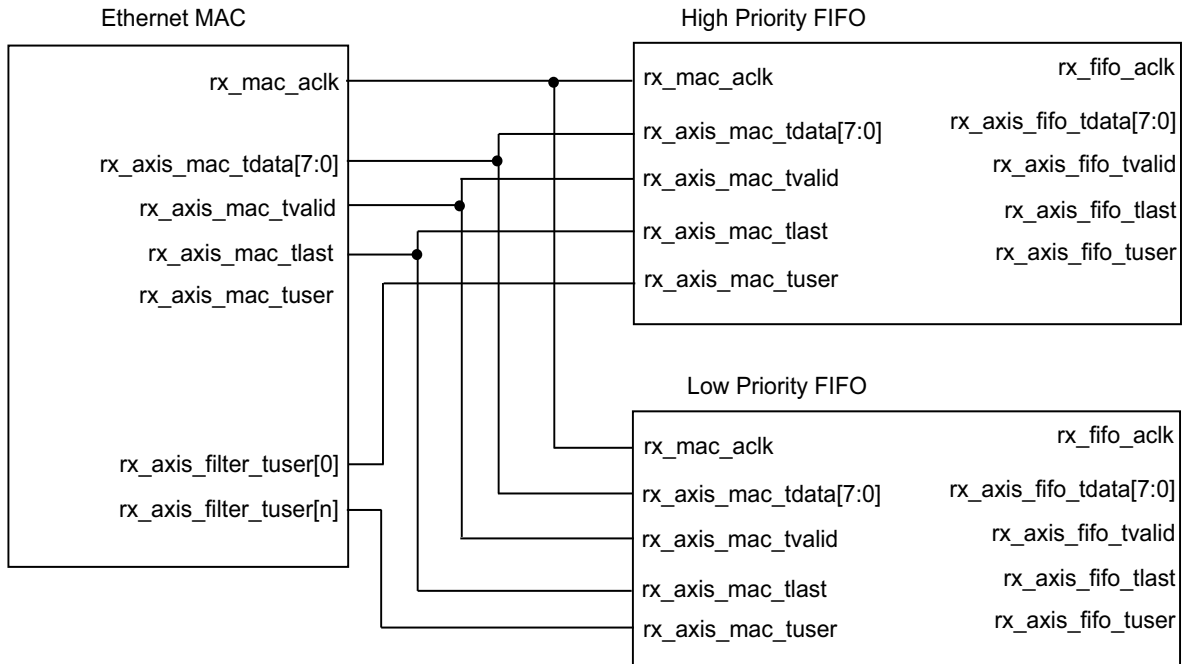 Ethernet MAC
rx_mac_aclk
rx_axis_mac_tdata[7:0]
rx_axis_mac_tvalid
rx_axis_mac_tlast
rx_axis_mac_tuser
rx_axis_filter_tuser[0]
rx_axis_filter_tuser[n]
High Priority FIFO
rx_mac_aclk
rx_axis_mac_tdata[7:0]
rx_axis_mac_tvalid
rx_axis_mac_tlast
rx_axis_mac_tuser
rx_fifo_aclk
rx_axis_fifo_tdata[7:0]
rx_axis_fifo_tvalid
rx_axis_fifo_tlast
rx_axis_fifo_tuser
Low Priority FIFO
rx_mac_aclk
rx_axis_mac_tdata[7:0]
rx_axis_mac_tvalid
rx_axis_mac_tlast
rx_axis_mac_tuser
rx_fifo_aclk
rx_axis_fifo_tdata[7:0]
rx_axis_fifo_tvalid
rx_axis_fifo_tlast
rx_axis_fifo_tuser